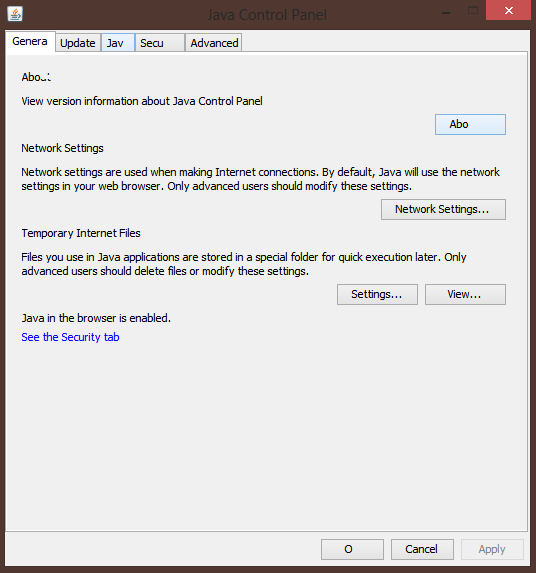 Java Control Panel
Genera Update Jav Secu Advanced
View version information about Java Control Panel
Abo
Network Settings
Network settings are used when making Internet connections. By default, Java will use the network
settings in your web browser. Only advanced users should modify these settings.
Network Settings...
Temporary Internet Files
Files you use in Java applications are stored in a special folder for quick execution later. Only
advanced users should delete files or modify these settings.
Settings... View...
Java in the browser is enabled.
See the Security tab
O Cancel Apply